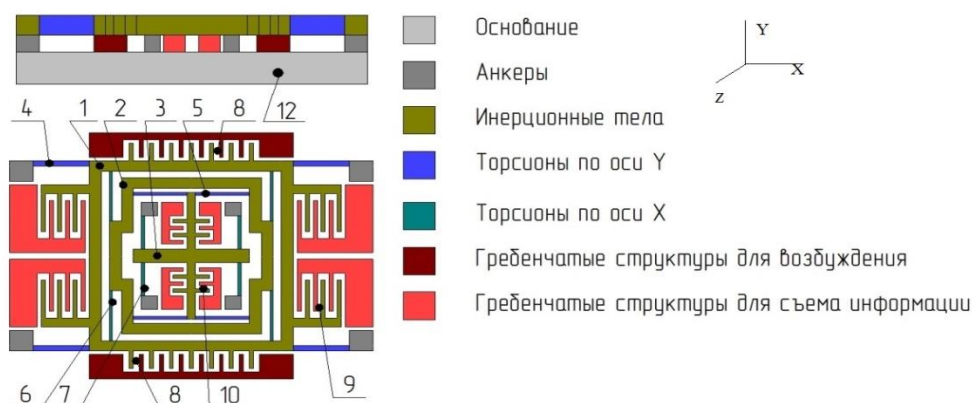 Основание
Анкеры
Инерционные тела
Торсионы по оси Y
Торсионы по оси X
Гребенчатые структуры для возбуждения
Гребенчатые структуры для съема информации
Y
X
Z
4 1 2 3 5 8 12
6 7 8 10 9